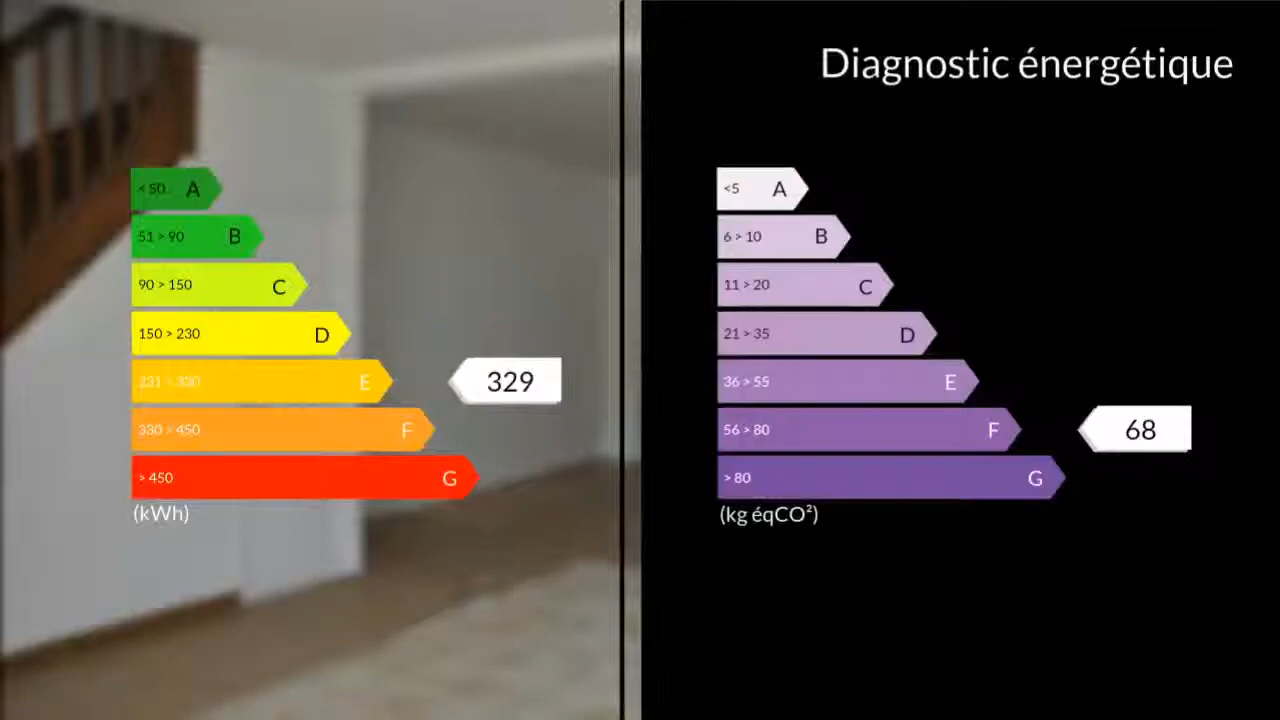 Diagnostic énergétique
< 50 A
51 > 90 B
90 > 150 C
150 > 230 D
231 > 330 E
329
330 > 450 F
> 450 G
(kWh)
<5 A
6 > 10 B
11 > 20 C
21 > 35 D
36 > 55 E
56 > 80 F
68
> 80 G
(kg éqCO²)